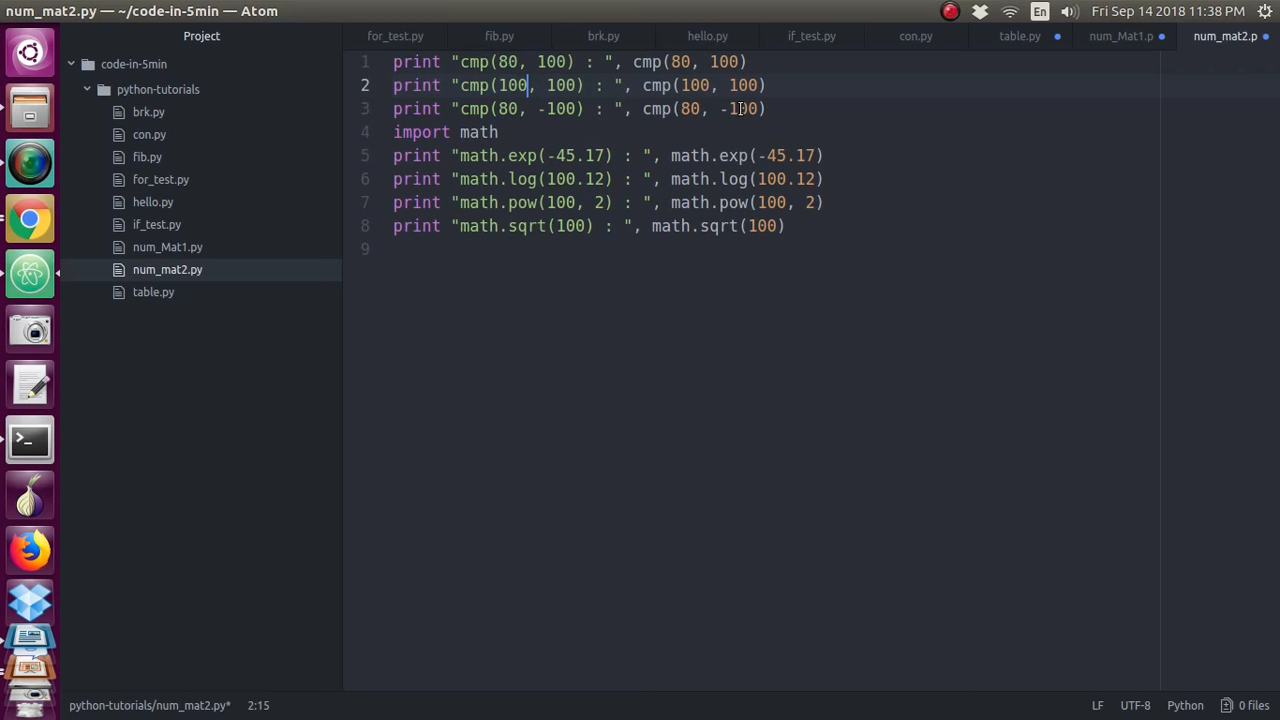 num_mat2.py — ~/code-in-5min — Atom
En
Fri Sep 14 2018 11:38 PM
Project
for_test.py
fib.py
brk.py
hello.py
if_test.py
con.py
table.py
num_Mat1.p
num_mat2.p
code-in-5min
python-tutorials
brk.py
con.py
fib.py
for_test.py
hello.py
if_test.py
num_Mat1.py
num_mat2.py
table.py
1 print "cmp(80, 100) : ", cmp(80, 100)
2 print "cmp(100, 100) : ", cmp(100, 100)
3 print "cmp(80, -100) : ", cmp(80, -100)
4 import math
5 print "math.exp(-45.17) : ", math.exp(-45.17)
6 print "math.log(100.12) : ", math.log(100.12)
7 print "math.pow(100, 2) : ", math.pow(100, 2)
8 print "math.sqrt(100) : ", math.sqrt(100)
9
python-tutorials/num_mat2.py* 2:15
LF UTF-8 Python 0 files